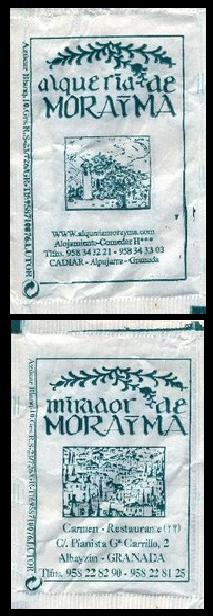 alquería de
MORAYMA
WWW.alqueriamorayma.com
Alojamiento-Comedor H***
Tlfns. 958 34 32 21 - 958 34 33 03
CADIAR - Alpujarra - Granada
mirador de
MORAYMA
Carmen - Restaurante
C/. Pianista Gª Carrillo, 2
Albayzín - GRANADA
Tlfns. 958 22 82 90 - 958 22 81 25